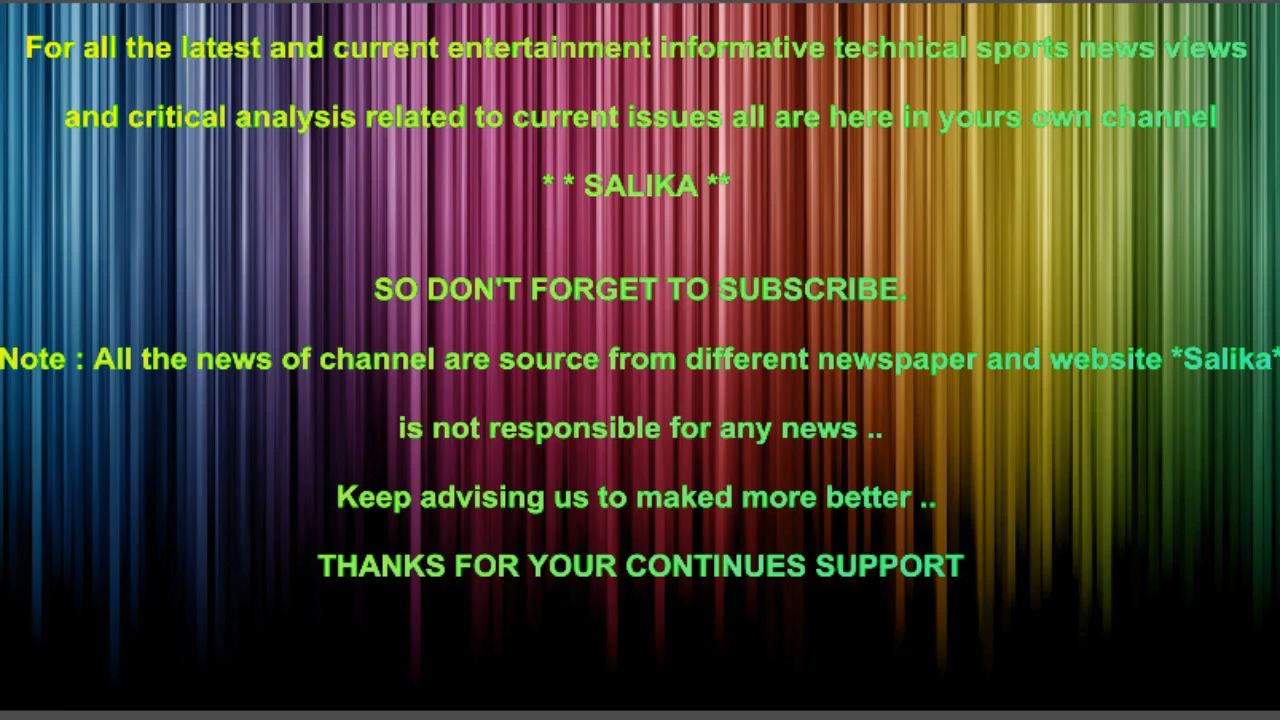 For all the latest and current entertainment informative technical sports news views
and critical analysis related to current issues all are here in yours own channel
* * SALIKA **
SO DON'T FORGET TO SUBSCRIBE.
Note : All the news of channel are source from different newspaper and website *Salika*
is not responsible for any news ..
Keep advising us to maked more better ..
THANKS FOR YOUR CONTINUES SUPPORT